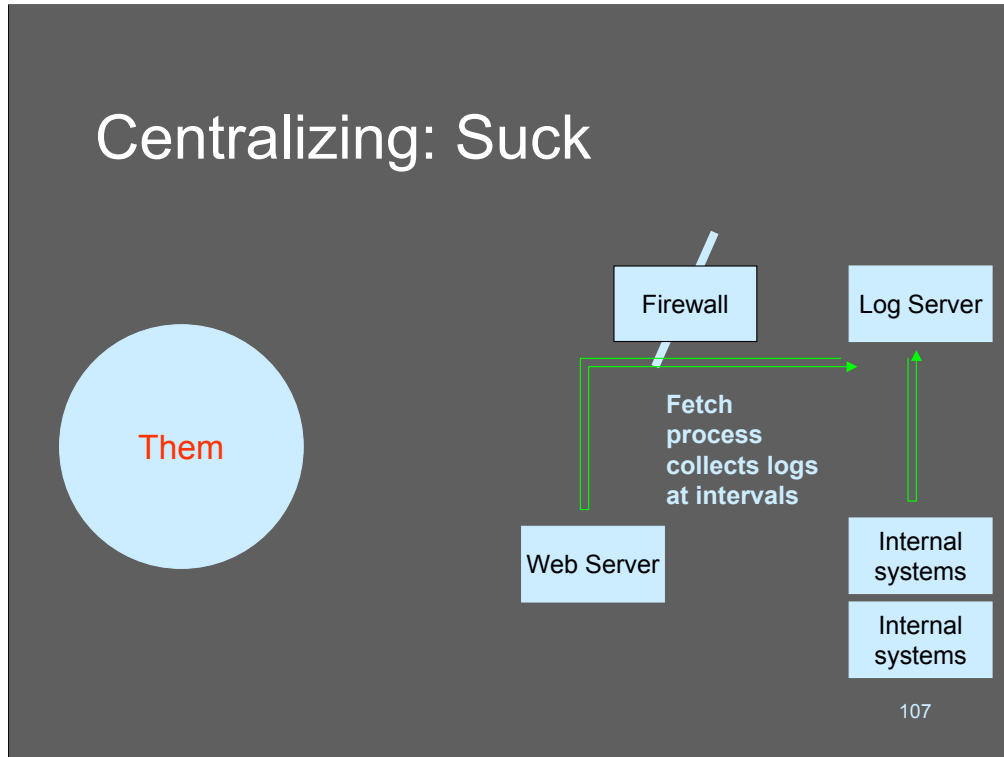 Centralizing: Suck
Firewall
Log Server
Them
Fetch
process
collects logs
at intervals
Web Server
Internal
systems
Internal
systems
107